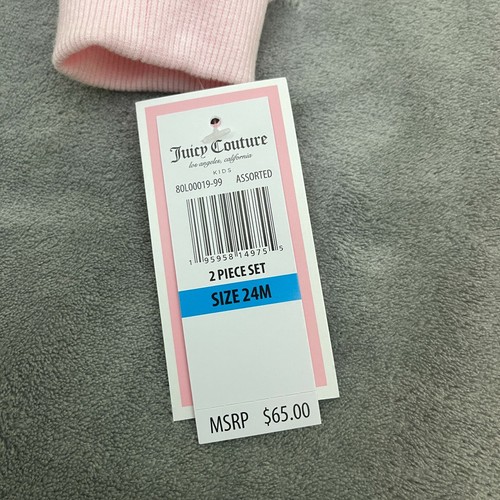 Juicy Couture
los angeles, california
KIDS
80L00019-99 ASSORTED
1 95958 14975 5
2 PIECE SET
SIZE 24M
MSRP $65.00